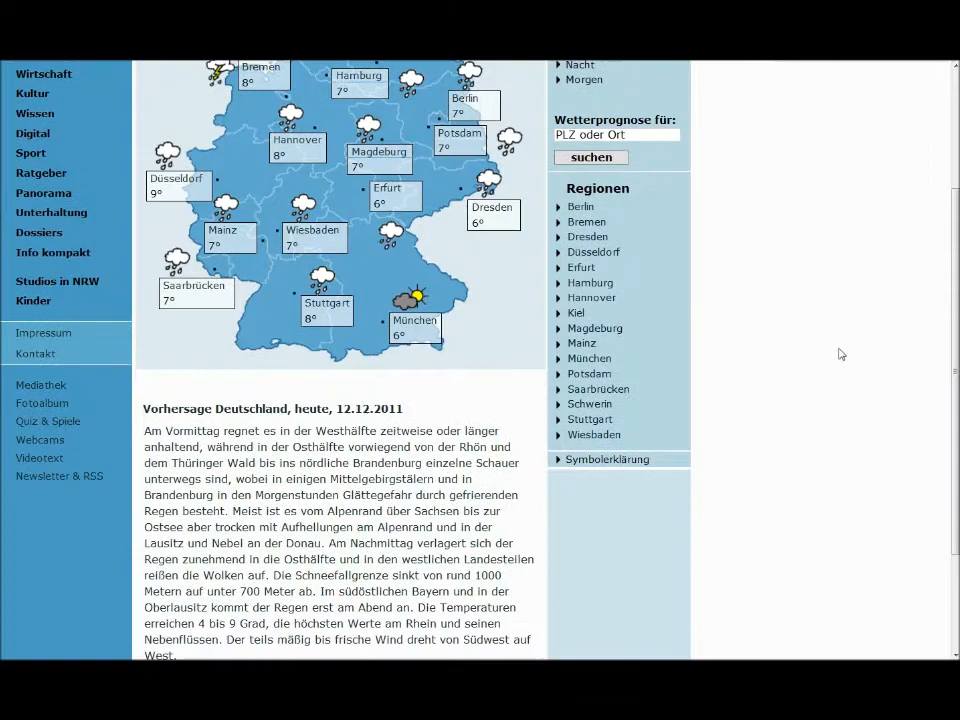 Wirtschaft
Kultur
Wissen
Digital
Sport
Ratgeber
Panorama
Unterhaltung
Dossiers
Info kompakt
Studios in NRW
Kinder
Impressum
Kontakt
Mediathek
Fotoalbum
Quiz & Spiele
Webcams
Videotext
Newsletter & RSS
Bremen
8°
Hamburg
7°
Berlin
7°
Hannover
8°
Potsdam
7°
Magdeburg
7°
Düsseldorf
9°
Erfurt
6°
Dresden
6°
Mainz
7°
Wiesbaden
7°
Saarbrücken
7°
Stuttgart
8°
München
6°
Vorhersage Deutschland, heute, 12.12.2011
Am Vormittag regnet es in der Westhälfte zeitweise oder länger
anhaltend, während in der Osthälfte vorwiegend von der Rhön und
dem Thüringer Wald bis ins nördliche Brandenburg einzelne Schauer
unterwegs sind, wobei in einigen Mittelgebirgstälern und in
Brandenburg in den Morgenstunden Glättegefahr durch gefrierenden
Regen besteht. Meist ist es vom Alpenrand über Sachsen bis zur
Ostsee aber trocken mit Aufhellungen am Alpenrand und in der
Lausitz und Nebel an der Donau. Am Nachmittag verlagert sich der
Regen zunehmend in die Osthälfte und in den westlichen Landesteilen
reißen die Wolken auf. Die Schneefallgrenze sinkt von rund 1000
Metern auf unter 700 Meter ab. Im südöstlichen Bayern und in der
Oberlausitz kommt der Regen erst am Abend an. Die Temperaturen
erreichen 4 bis 9 Grad, die höchsten Werte am Rhein und seinen
Nebenflüssen. Der teils mäßig bis frische Wind dreht von Südwest auf
West.
Nacht
Morgen
Wetterprognose für:
PLZ oder Ort
suchen
Regionen
Berlin
Bremen
Dresden
Düsseldorf
Erfurt
Hamburg
Hannover
Kiel
Magdeburg
Mainz
München
Potsdam
Saarbrücken
Schwerin
Stuttgart
Wiesbaden
Symbolerklärung